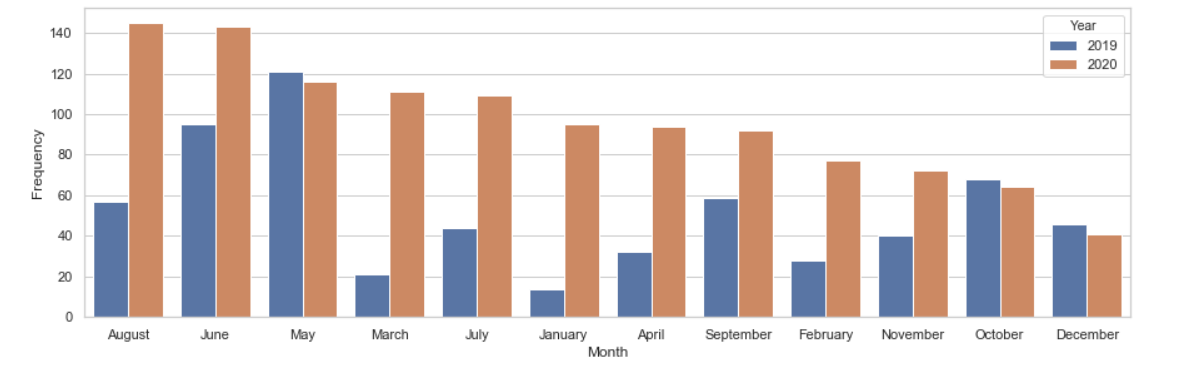 Year
2019
2020
140
120
100
80
60
40
20
0
Frequency
August June May March July January April September February November October December
Month